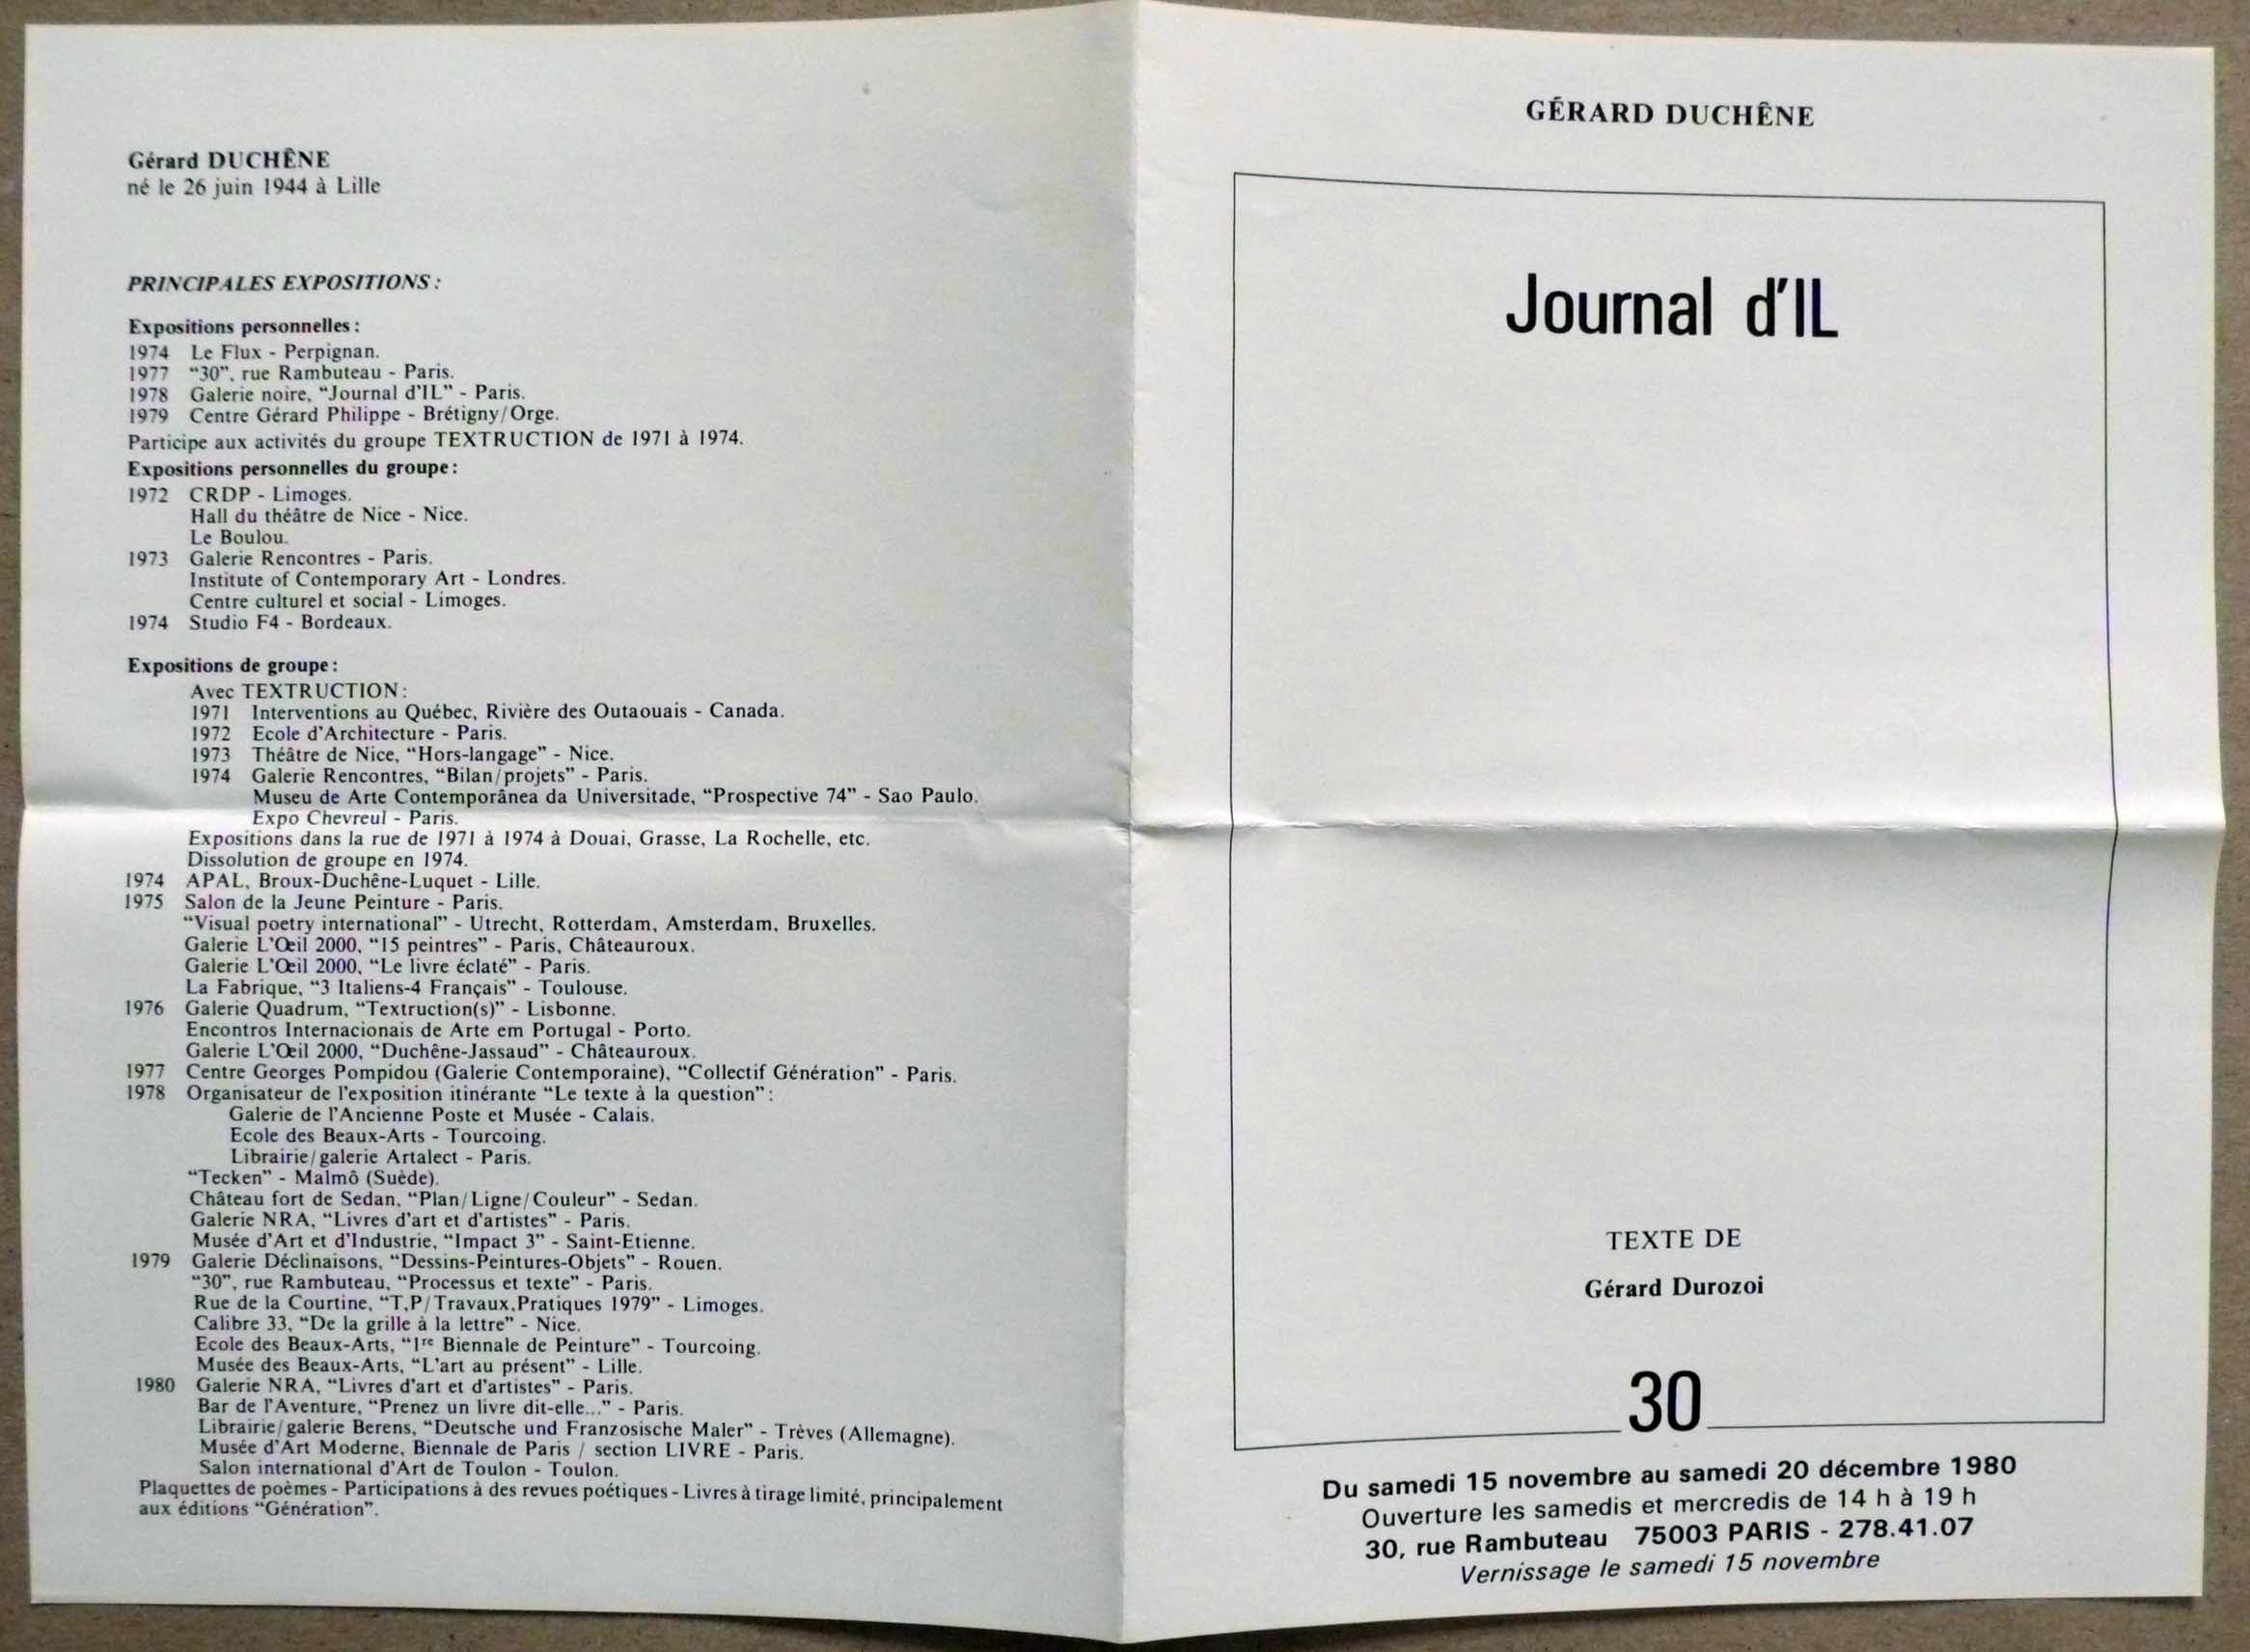 Gérard DUCHÊNE
né le 26 juin 1944 à Lille
PRINCIPALES EXPOSITIONS :
Expositions personnelles :
1974 Le Flux - Perpignan.
1977 “30”, rue Rambuteau - Paris.
1978 Galerie noire, “Journal d'IL” - Paris.
1979 Centre Gérard Philippe - Brétigny/Orge.
Participe aux activités du groupe TEXTRUCTION de 1971 à 1974.
Expositions personnelles du groupe :
1972 CRDP - Limoges.
Hall du théâtre de Nice - Nice.
Le Boulou.
1973 Galerie Rencontres - Paris.
Institute of Contemporary Art - Londres.
Centre culturel et social - Limoges.
1974 Studio F4 - Bordeaux.
Expositions de groupe :
Avec TEXTRUCTION :
1971 Interventions au Québec, Rivière des Outaouais - Canada.
1972 Ecole d'Architecture - Paris.
1973 Théâtre de Nice, “Hors-langage” - Nice.
1974 Galerie Rencontres, “Bilan/projets” - Paris.
Museu de Arte Contemporânea da Universitade, “Prospective 74” - Sao Paulo.
Expo Chevreul - Paris.
Expositions dans la rue de 1971 à 1974 à Douai, Grasse, La Rochelle, etc.
Dissolution de groupe en 1974.
1974 APAL, Broux-Duchêne-Luquet - Lille.
1975 Salon de la Jeune Peinture - Paris.
“Visual poetry international” - Utrecht, Rotterdam, Amsterdam, Bruxelles.
Galerie L'Œil 2000, “15 peintres” - Paris, Châteauroux.
Galerie L'Œil 2000, “Le livre éclaté” - Paris.
La Fabrique, “3 Italiens-4 Français” - Toulouse.
1976 Galerie Quadrum, “Textruction(s)” - Lisbonne.
Encontros Internacionais de Arte em Portugal - Porto.
Galerie L'Œil 2000, “Duchêne-Jassaud” - Châteauroux.
1977 Centre Georges Pompidou (Galerie Contemporaine), “Collectif Génération” - Paris.
1978 Organisateur de l'exposition itinérante “Le texte à la question” :
Galerie de l'Ancienne Poste et Musée - Calais.
Ecole des Beaux-Arts - Tourcoing.
Librairie/galerie Artalect - Paris.
“Tecken” - Malmô (Suède).
Château fort de Sedan, “Plan/Ligne/Couleur” - Sedan.
Galerie NRA, “Livres d'art et d'artistes” - Paris.
Musée d'Art et d'Industrie, “Impact 3” - Saint-Etienne.
1979 Galerie Déclinaisons, “Dessins-Peintures-Objets” - Rouen.
“30”, rue Rambuteau, “Processus et texte” - Paris.
Rue de la Courtine, “T,P/Travaux,Pratiques 1979” - Limoges.
Calibre 33, “De la grille à la lettre” - Nice.
Ecole des Beaux-Arts, “1re Biennale de Peinture” - Tourcoing.
Musée des Beaux-Arts, “L'art au présent” - Lille.
1980 Galerie NRA, “Livres d'art et d'artistes” - Paris.
Bar de l'Aventure, “Prenez un livre dit-elle...” - Paris.
Librairie/galerie Berens, “Deutsche und Franzosische Maler” - Trèves (Allemagne).
Musée d'Art Moderne, Biennale de Paris / section LIVRE - Paris.
Salon international d'Art de Toulon - Toulon.
Plaquettes de poèmes - Participations à des revues poétiques - Livres à tirage limité, principalement
aux éditions “Génération”.
GÉRARD DUCHÊNE
Journal d'IL
TEXTE DE
Gérard Durozoi
30
Du samedi 15 novembre au samedi 20 décembre 1980
Ouverture les samedis et mercredis de 14 h à 19 h
30, rue Rambuteau 75003 PARIS - 278.41.07
Vernissage le samedi 15 novembre